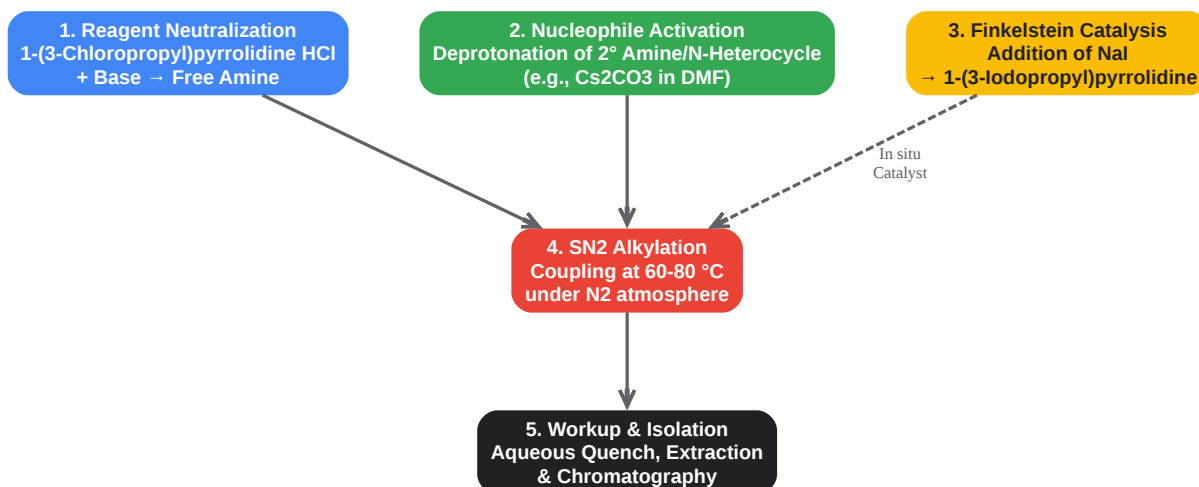 1. Reagent Neutralization
1-(3-Chloropropyl)pyrrolidine HCl
+ Base → Free Amine
2. Nucleophile Activation
Deprotonation of 2° Amine/N-Heterocycle
(e.g., Cs2CO3 in DMF)
3. Finkelstein Catalysis
Addition of NaI
→ 1-(3-Iodopropyl)pyrrolidine
In situ
Catalyst
4. SN2 Alkylation
Coupling at 60-80 °C
under N2 atmosphere
5. Workup & Isolation
Aqueous Quench, Extraction
& Chromatography